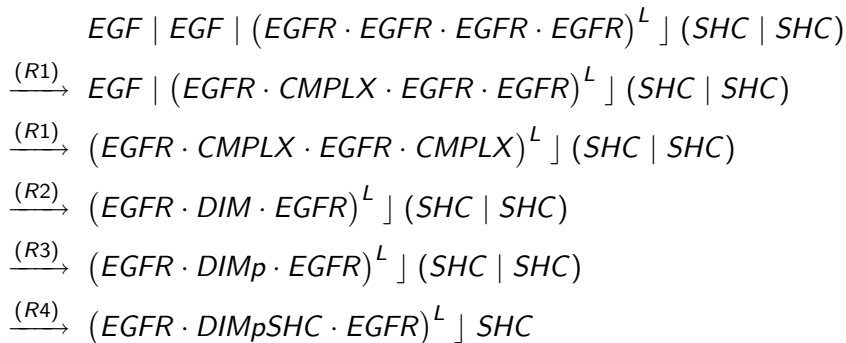 EGF | EGF | (EGFR · EGFR · EGFR · EGFR)^L ⌋ (SHC | SHC)
(R1)⟶ EGF | (EGFR · CMPLX · EGFR · EGFR)^L ⌋ (SHC | SHC)
(R1)⟶ (EGFR · CMPLX · EGFR · CMPLX)^L ⌋ (SHC | SHC)
(R2)⟶ (EGFR · DIM · EGFR)^L ⌋ (SHC | SHC)
(R3)⟶ (EGFR · DIMp · EGFR)^L ⌋ (SHC | SHC)
(R4)⟶ (EGFR · DIMpSHC · EGFR)^L ⌋ SHC